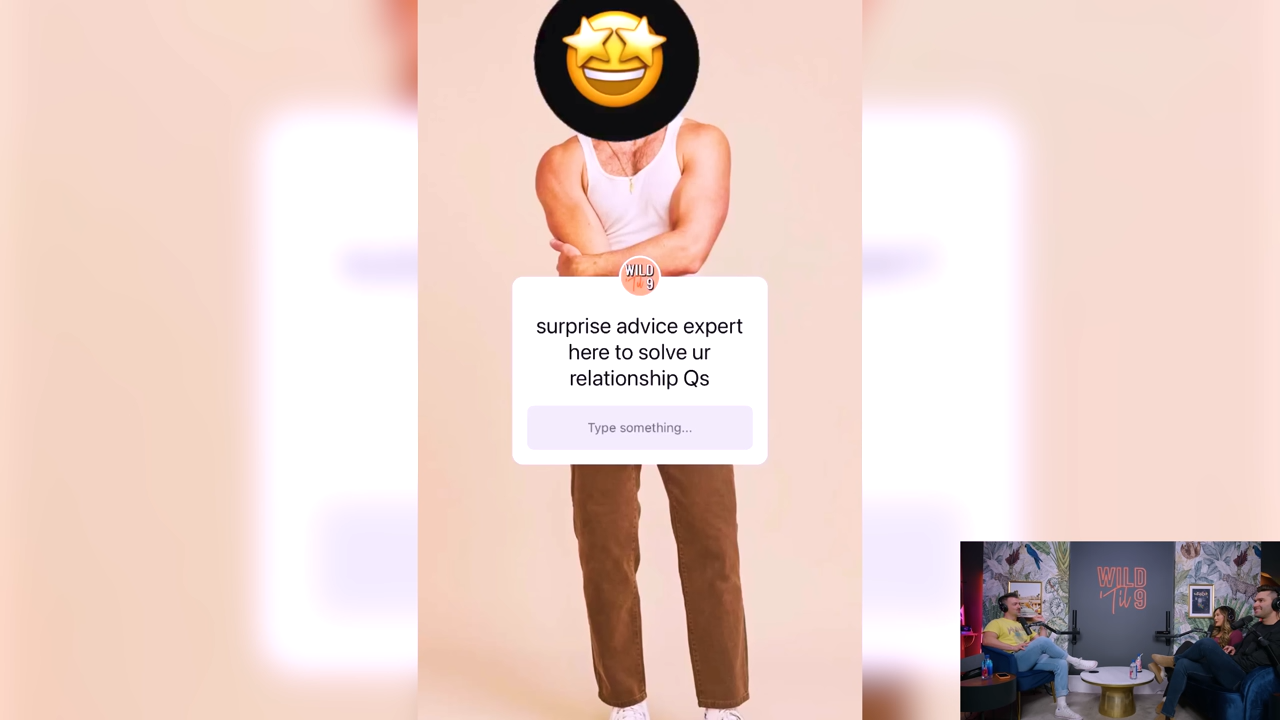 WILD
Til 9
surprise advice expert
here to solve ur
relationship Qs
Type something...
WILD
Til 9